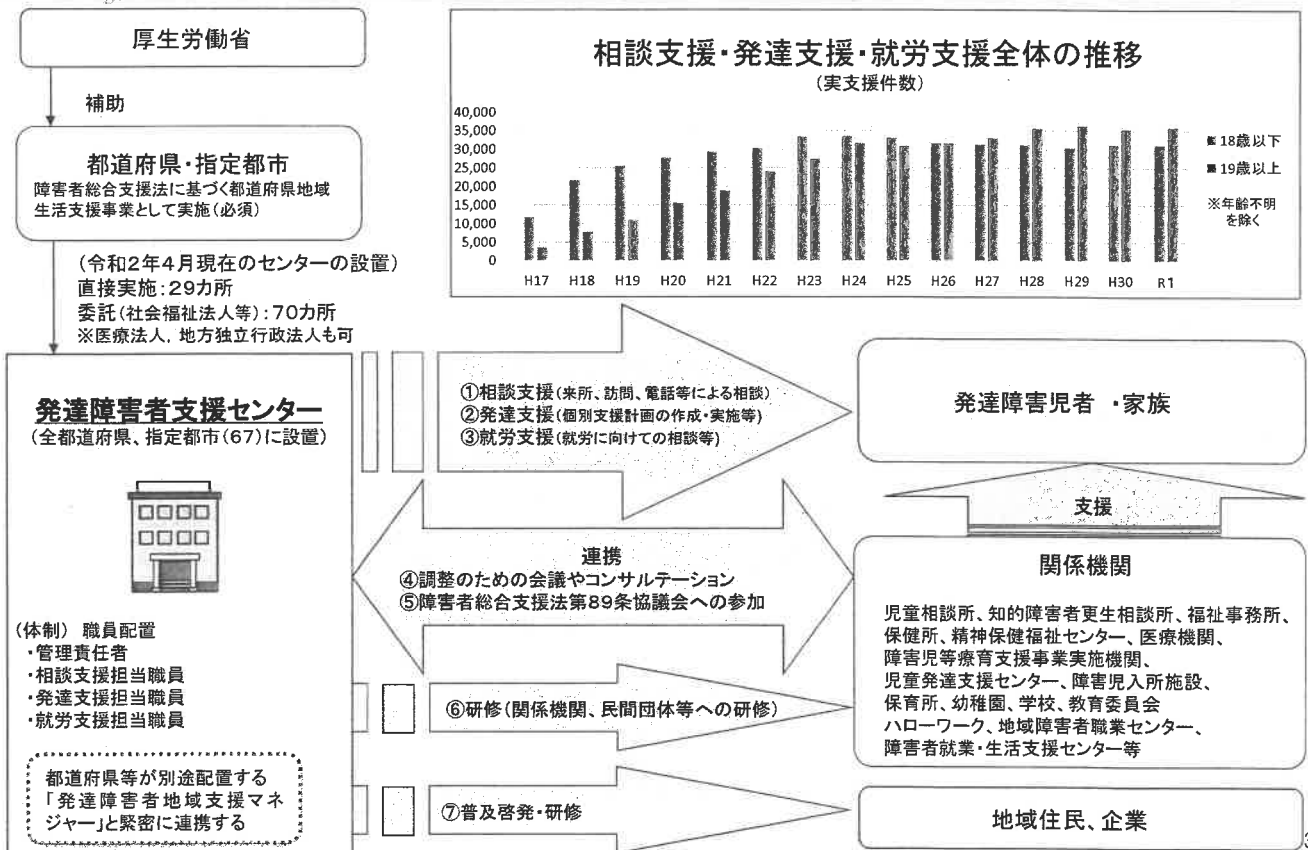 厚生労働省
補助
都道府県・指定都市
障害者総合支援法に基づく都道府県地域
生活支援事業として実施(必須)
(令和2年4月現在のセンターの設置)
直接実施:29カ所
委託(社会福祉法人等):70カ所
※医療法人, 地方独立行政法人も可
相談支援・発達支援・就労支援全体の推移
(実支援件数)
40,000
35,000
30,000
25,000
20,000
15,000
10,000
5,000
0
H17 H18 H19 H20 H21 H22 H23 H24 H25 H26 H27 H28 H29 H30 R1
18歳以下
19歳以上
※年齢不明
を除く
発達障害者支援センター
(全都道府県、指定都市(67)に設置)
(体制) 職員配置
・管理責任者
・相談支援担当職員
・発達支援担当職員
・就労支援担当職員
都道府県等が別途配置する
「発達障害者地域支援マネ
ジャー」と緊密に連携する
①相談支援(来所、訪問、電話等による相談)
②発達支援(個別支援計画の作成・実施等)
③就労支援(就労に向けての相談等)
発達障害児者 ・家族
支援
連携
④調整のための会議やコンサルテーション
⑤障害者総合支援法第89条協議会への参加
関係機関
児童相談所、知的障害者更生相談所、福祉事務所、
保健所、精神保健福祉センター、医療機関、
障害児等療育支援事業実施機関、
児童発達支援センター、障害児入所施設、
保育所、幼稚園、学校、教育委員会
ハローワーク、地域障害者職業センター、
障害者就業・生活支援センター等
⑥研修(関係機関、民間団体等への研修)
⑦普及啓発・研修
地域住民、企業